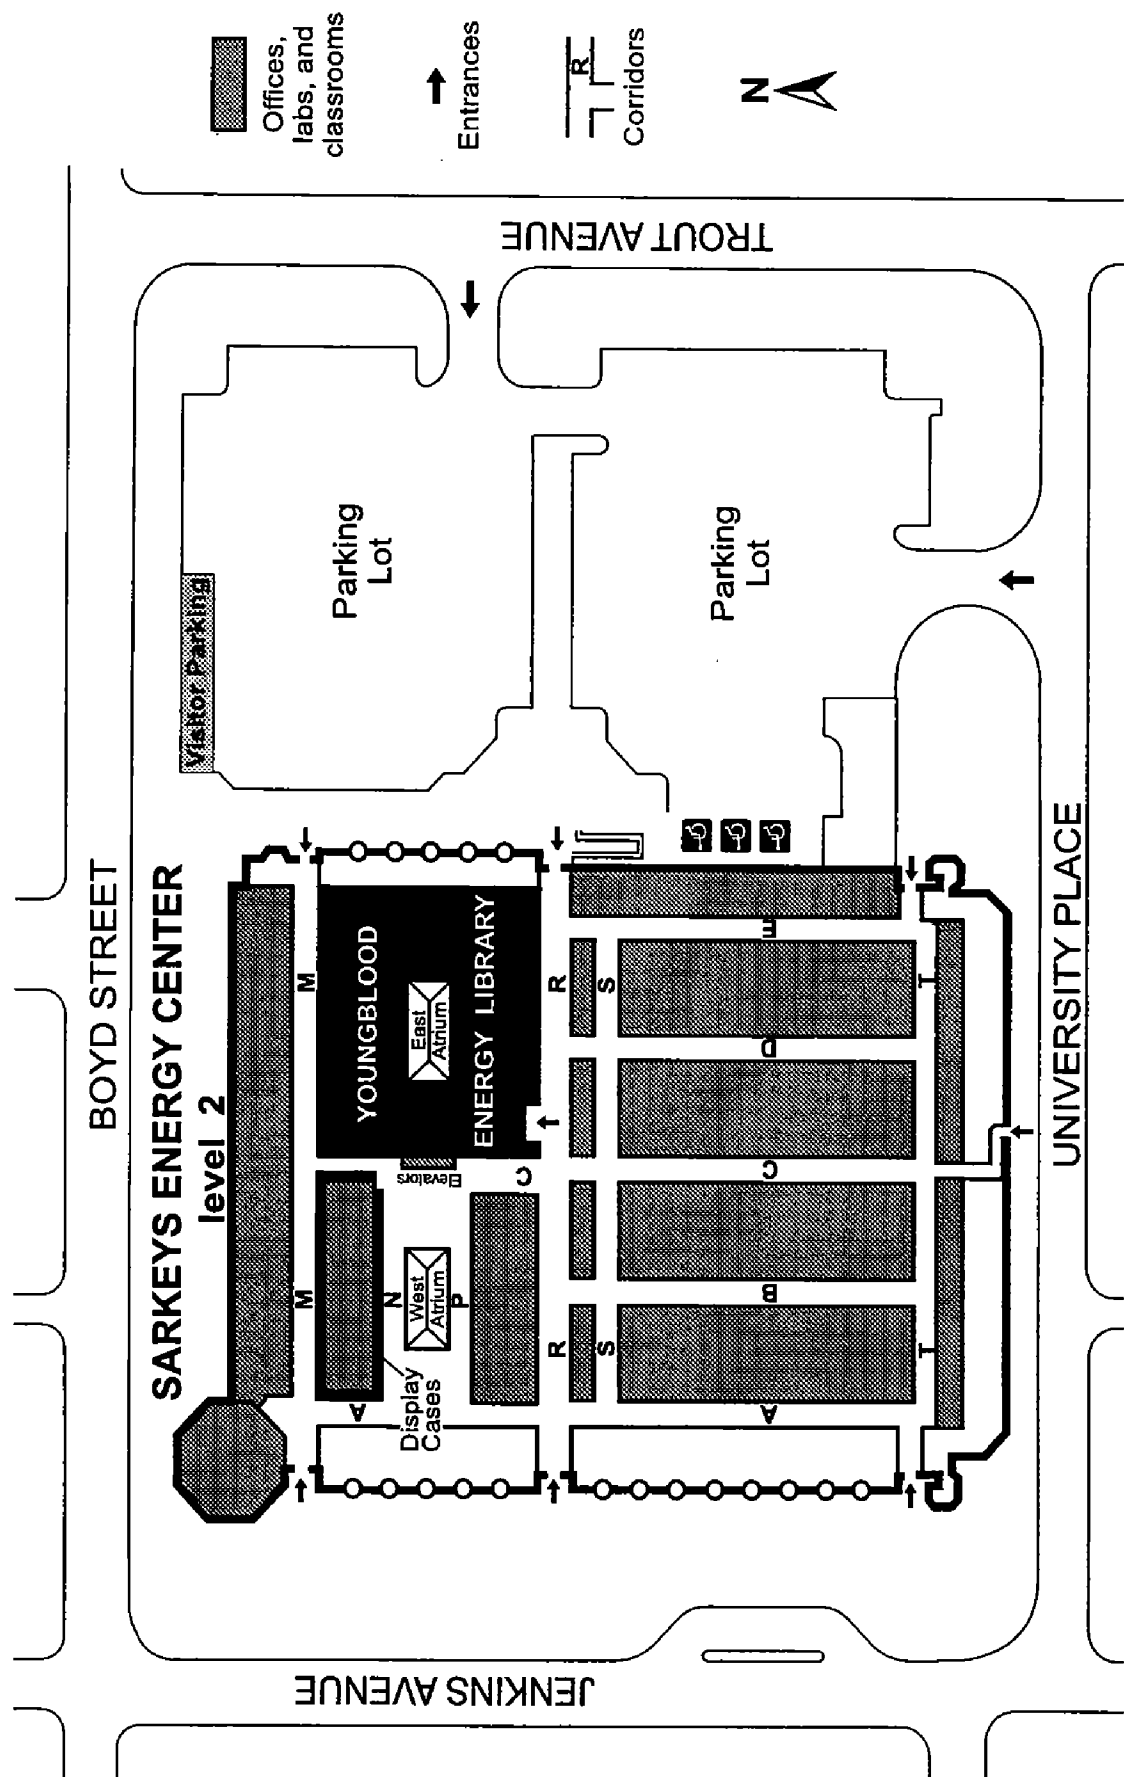 BOYD STREET
SARKEYS ENERGY CENTER
level 2
Visitor Parking
Offices,
labs, and
classrooms
Entrances
R
Corridors
N
M
M
YOUNGBLOOD
East
Atrium
ENERGY LIBRARY
Elevators
A
N
West
Atrium
P
C
Display
Cases
Parking
Lot
Parking
Lot
R
R
S
S
A
B
C
D
E
T
T
JENKINS AVENUE
TROUT AVENUE
UNIVERSITY PLACE